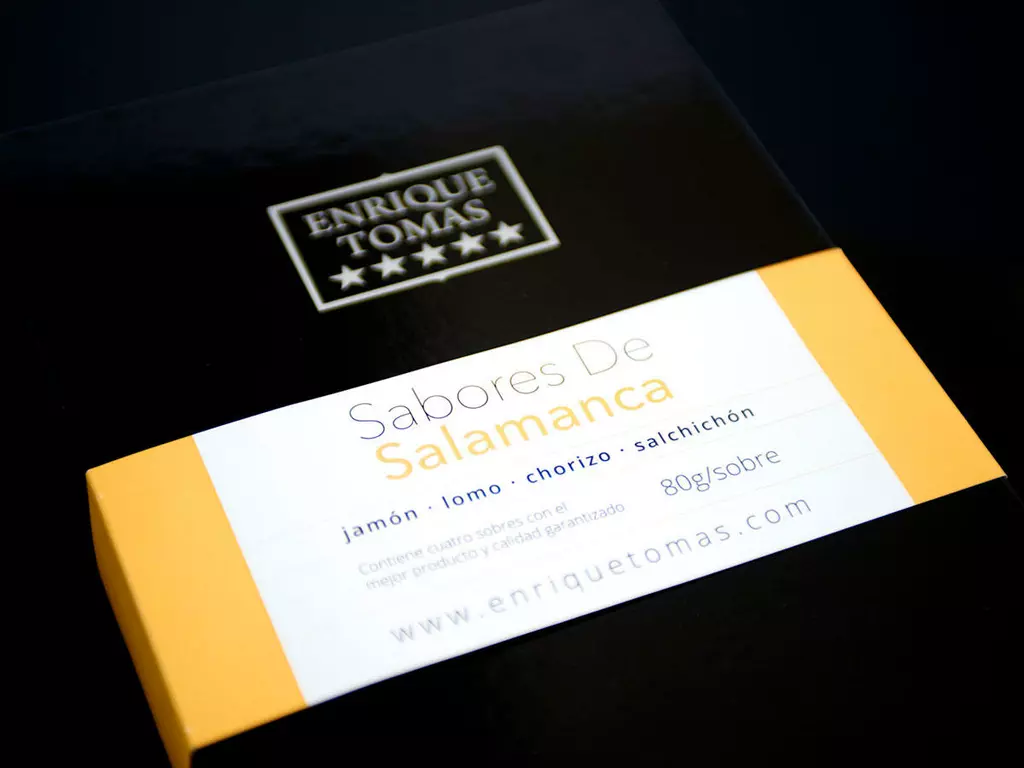 ENRIQUE
TOMAS
Sabores De
Salamanca
jamón · lomo · chorizo · salchichón
Contiene cuatro sobres con el
mejor producto y calidad garantizado
80g/sobre
www.enriquetomas.com